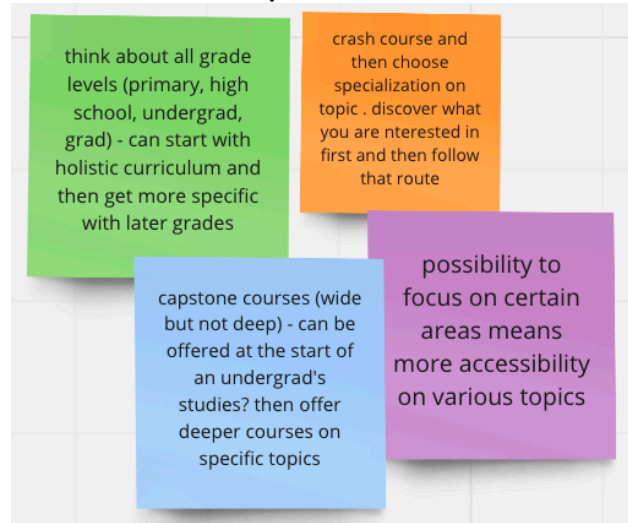 think about all grade
levels (primary, high
school, undergrad,
grad) - can start with
holistic curriculum and
then get more specific
with later grades
crash course and
then choose
specialization on
topic . discover what
you are nterested in
first and then follow
that route
capstone courses (wide
but not deep) - can be
offered at the start of
an undergrad's
studies? then offer
deeper courses on
specific topics
possibility to
focus on certain
areas means
more accessibility
on various topics